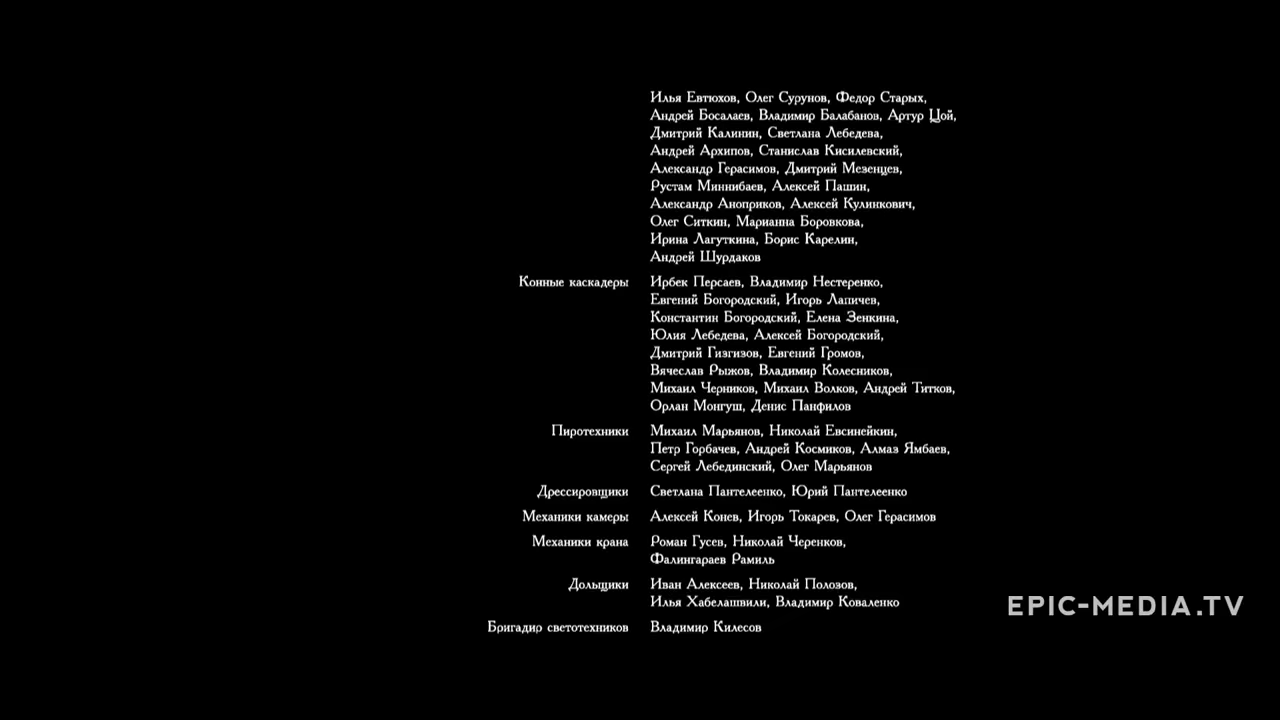 Илья Евтюхов, Олег Сурунов, Федор Старых,
Андрей Босалаев, Владимир Балабанов, Артур Цой,
Дмитрий Калинин, Светлана Лебедева,
Андрей Архипов, Станислав Кисилевский,
Александр Герасимов, Дмитрий Мезенцев,
Рустам Миннибаев, Алексей Пашин,
Александр Аноприков, Алексей Кулинкович,
Олег Ситкин, Марианна Боровкова,
Ирина Лагуткина, Борис Карелин,
Андрей Шурдаков
Конные каскадеры Ирбек Персаев, Владимир Нестеренко,
Евгений Богородский, Игорь Лапичев,
Константин Богородский, Елена Зенкина,
Юлия Лебедева, Алексей Богородский,
Дмитрий Гизгизов, Евгений Громов,
Вячеслав Рыжов, Владимир Колесников,
Михаил Черников, Михаил Волков, Андрей Титков,
Орлан Монгуш, Денис Панфилов
Пиротехники Михаил Марьянов, Николай Евсинейкин,
Петр Горбачев, Андрей Космиков, Алмаз Ямбаев,
Сергей Лебединский, Олег Марьянов
Дрессировщики Светлана Пантелеенко, Юрий Пантелеенко
Механики камеры Алексей Конев, Игорь Токарев, Олег Герасимов
Механики крана Роман Гусев, Николай Черенков,
Фалингараев Рамиль
Дольщики Иван Алексеев, Николай Полозов,
Илья Хабелашвили, Владимир Коваленко
EPIC-MEDIA.TV
Бригадир светотехников Владимир Килесов